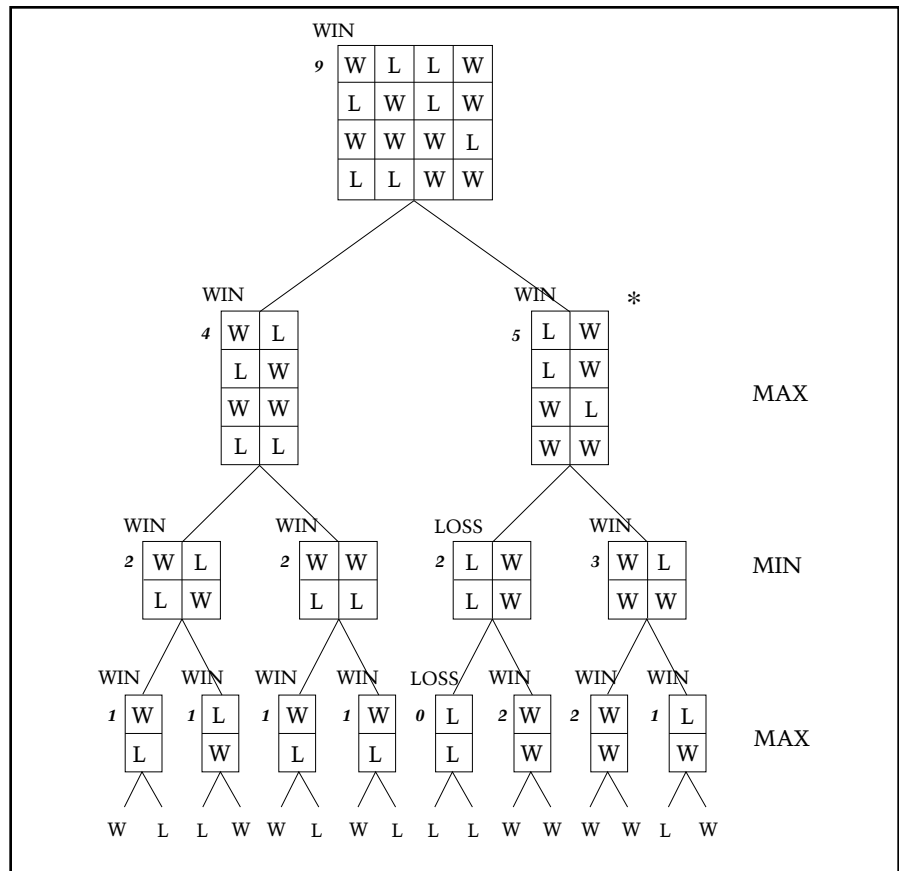 WIN
9 W L L W
L W L W
W W W L
L L W W
WIN WIN *
4 W L 5 L W
L W L W
W W W L
L L W W
MAX
WIN WIN LOSS WIN
2 W L 2 W W 2 L W 3 W L
L W L L L W W W
MIN
WIN WIN WIN WIN LOSS WIN WIN WIN
1 W 1 L 1 W 1 W 0 L 2 W 2 W 1 L
L W L L L W W W
MAX
W L L W W L W L L L W W W W L W